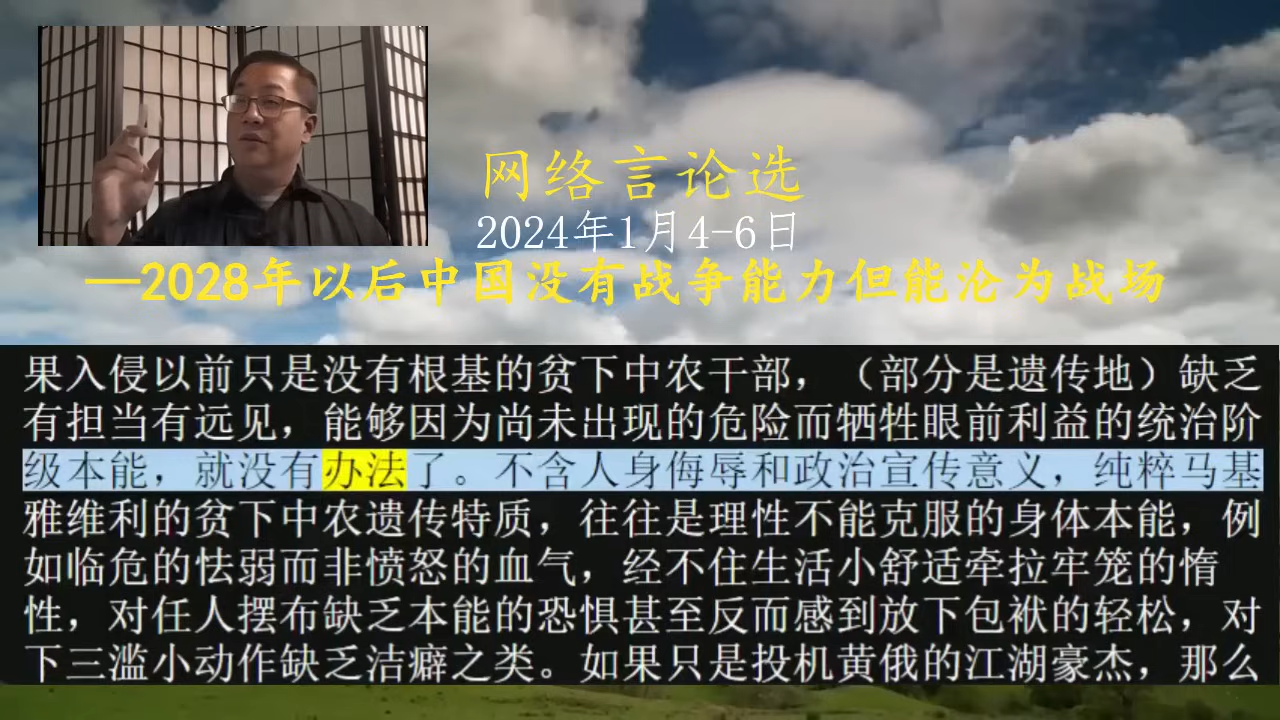 网络言论选
2024年1月4-6日
—2028年以后中国没有战争能力但能沦为战场
果入侵以前只是没有根基的贫下中农干部，（部分是遗传地）缺乏
有担当有远见，能够因为尚未出现的危险而牺牲眼前利益的统治阶
级本能，就没有办法了。不含人身侮辱和政治宣传意义，纯粹马基
雅维利的贫下中农遗传特质，往往是理性不能克服的身体本能，例
如临危的怯弱而非愤怒的血气，经不住生活小舒适牵拉牢笼的惰
性，对任人摆布缺乏本能的恐惧甚至反而感到放下包袱的轻松，对
下三滥小动作缺乏洁癖之类。如果只是投机黄俄的江湖豪杰，那么